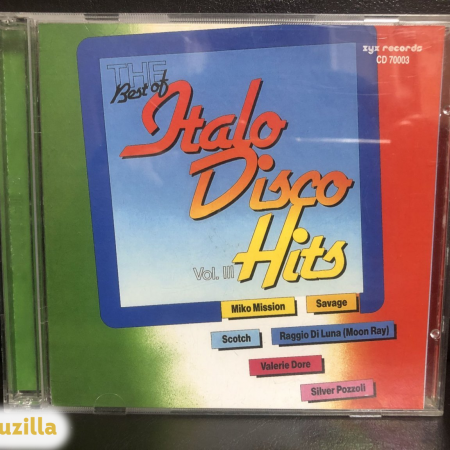 zyx records
CD 70003
THE
Best of
Italo
Disco
Hits
Vol. III
Miko Mission
Savage
Scotch
Raggio Di Luna (Moon Ray)
Valerie Dore
Silver Pozzoli
uzilla